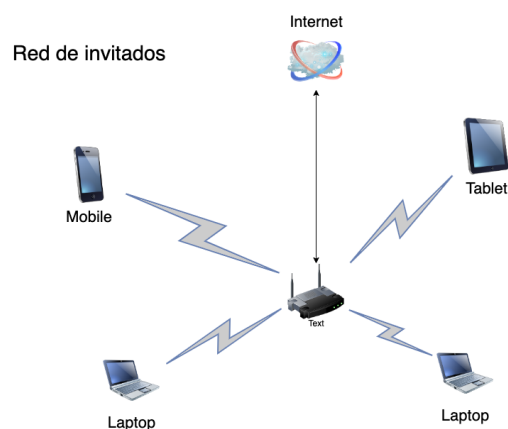 Internet
Red de invitados
Mobile
Tablet
Text
Laptop
Laptop